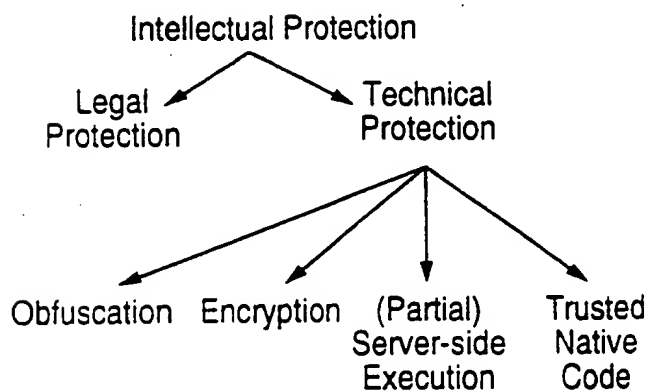 Intellectual Protection
Legal
Protection
Technical
Protection
Obfuscation
Encryption
(Partial)
Server-side
Execution
Trusted
Native
Code